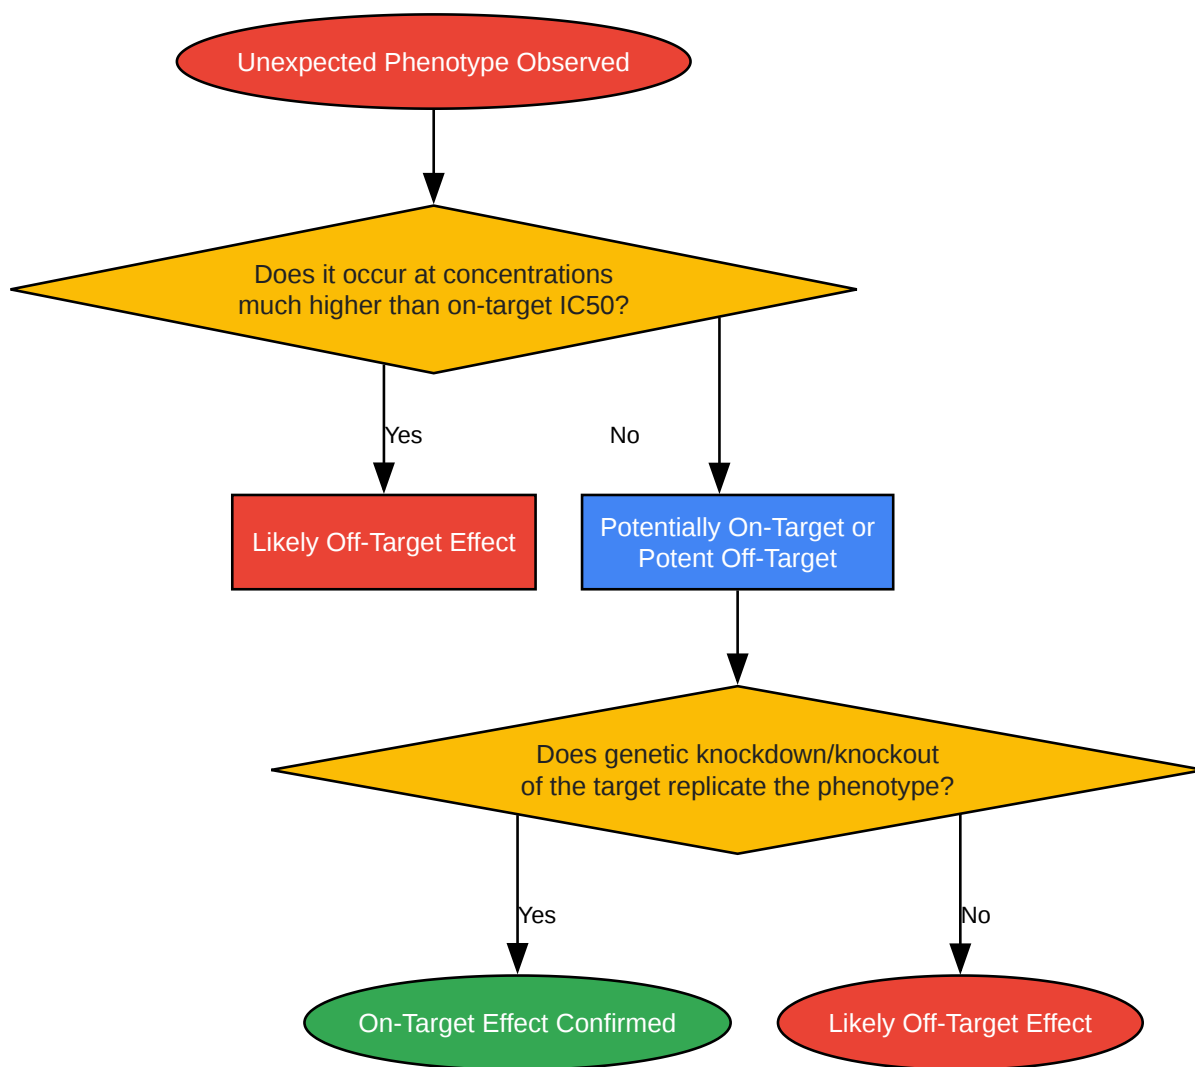 Unexpected Phenotype Observed
Does it occur at concentrations
much higher than on-target IC50?
Yes
No
Likely Off-Target Effect
Potentially On-Target or
Potent Off-Target
Does genetic knockdown/knockout
of the target replicate the phenotype?
Yes
No
On-Target Effect Confirmed
Likely Off-Target Effect